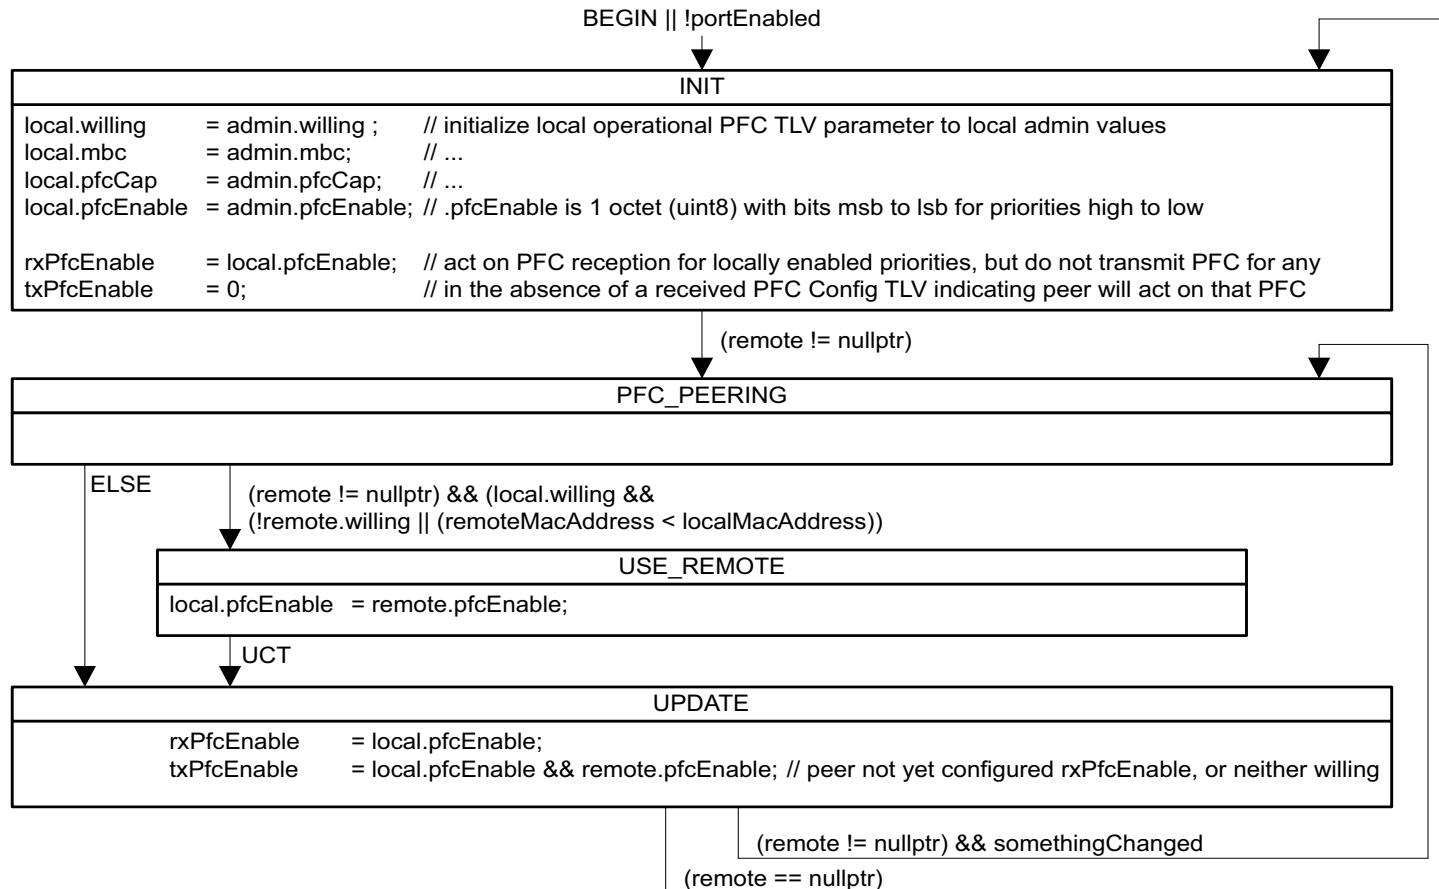 BEGIN || !portEnabled
INIT
local.willing = admin.willing ; // initialize local operational PFC TLV parameter to local admin values
local.mbc = admin.mbc; // ...
local.pfcCap = admin.pfcCap; // ...
local.pfcEnable = admin.pfcEnable; // .pfcEnable is 1 octet (uint8) with bits msb to lsb for priorities high to low
rxPfcEnable = local.pfcEnable; // act on PFC reception for locally enabled priorities, but do not transmit PFC for any
txPfcEnable = 0; // in the absence of a received PFC Config TLV indicating peer will act on that PFC
(remote != nullptr)
PFC_PEERING
ELSE
(remote != nullptr) && (local.willing &&
(!remote.willing || (remoteMacAddress < localMacAddress))
USE_REMOTE
local.pfcEnable = remote.pfcEnable;
UCT
UPDATE
rxPfcEnable = local.pfcEnable;
txPfcEnable = local.pfcEnable && remote.pfcEnable; // peer not yet configured rxPfcEnable, or neither willing
(remote != nullptr) && somethingChanged
(remote == nullptr)